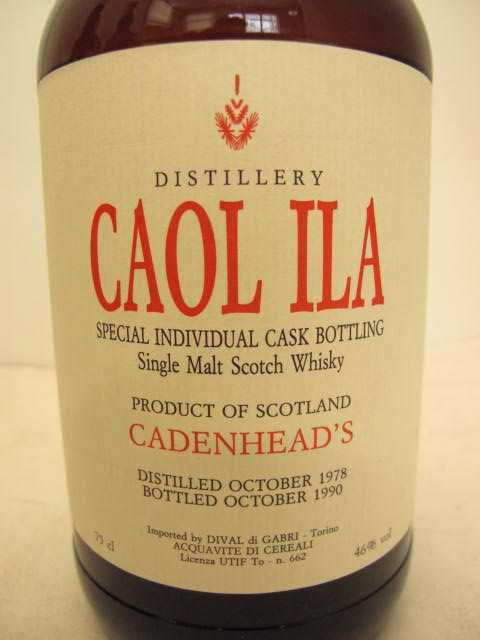 DISTILLERY
CAOL ILA
SPECIAL INDIVIDUAL CASK BOTTLING
Single Malt Scotch Whisky
PRODUCT OF SCOTLAND
CADENHEAD'S
DISTILLED OCTOBER 1978
BOTTLED OCTOBER 1990
Imported by DIVAL di GABRI - Torino
ACQUAVITE DI CEREALI
75 cl Licenza UTIF To - n. 662 46% vol